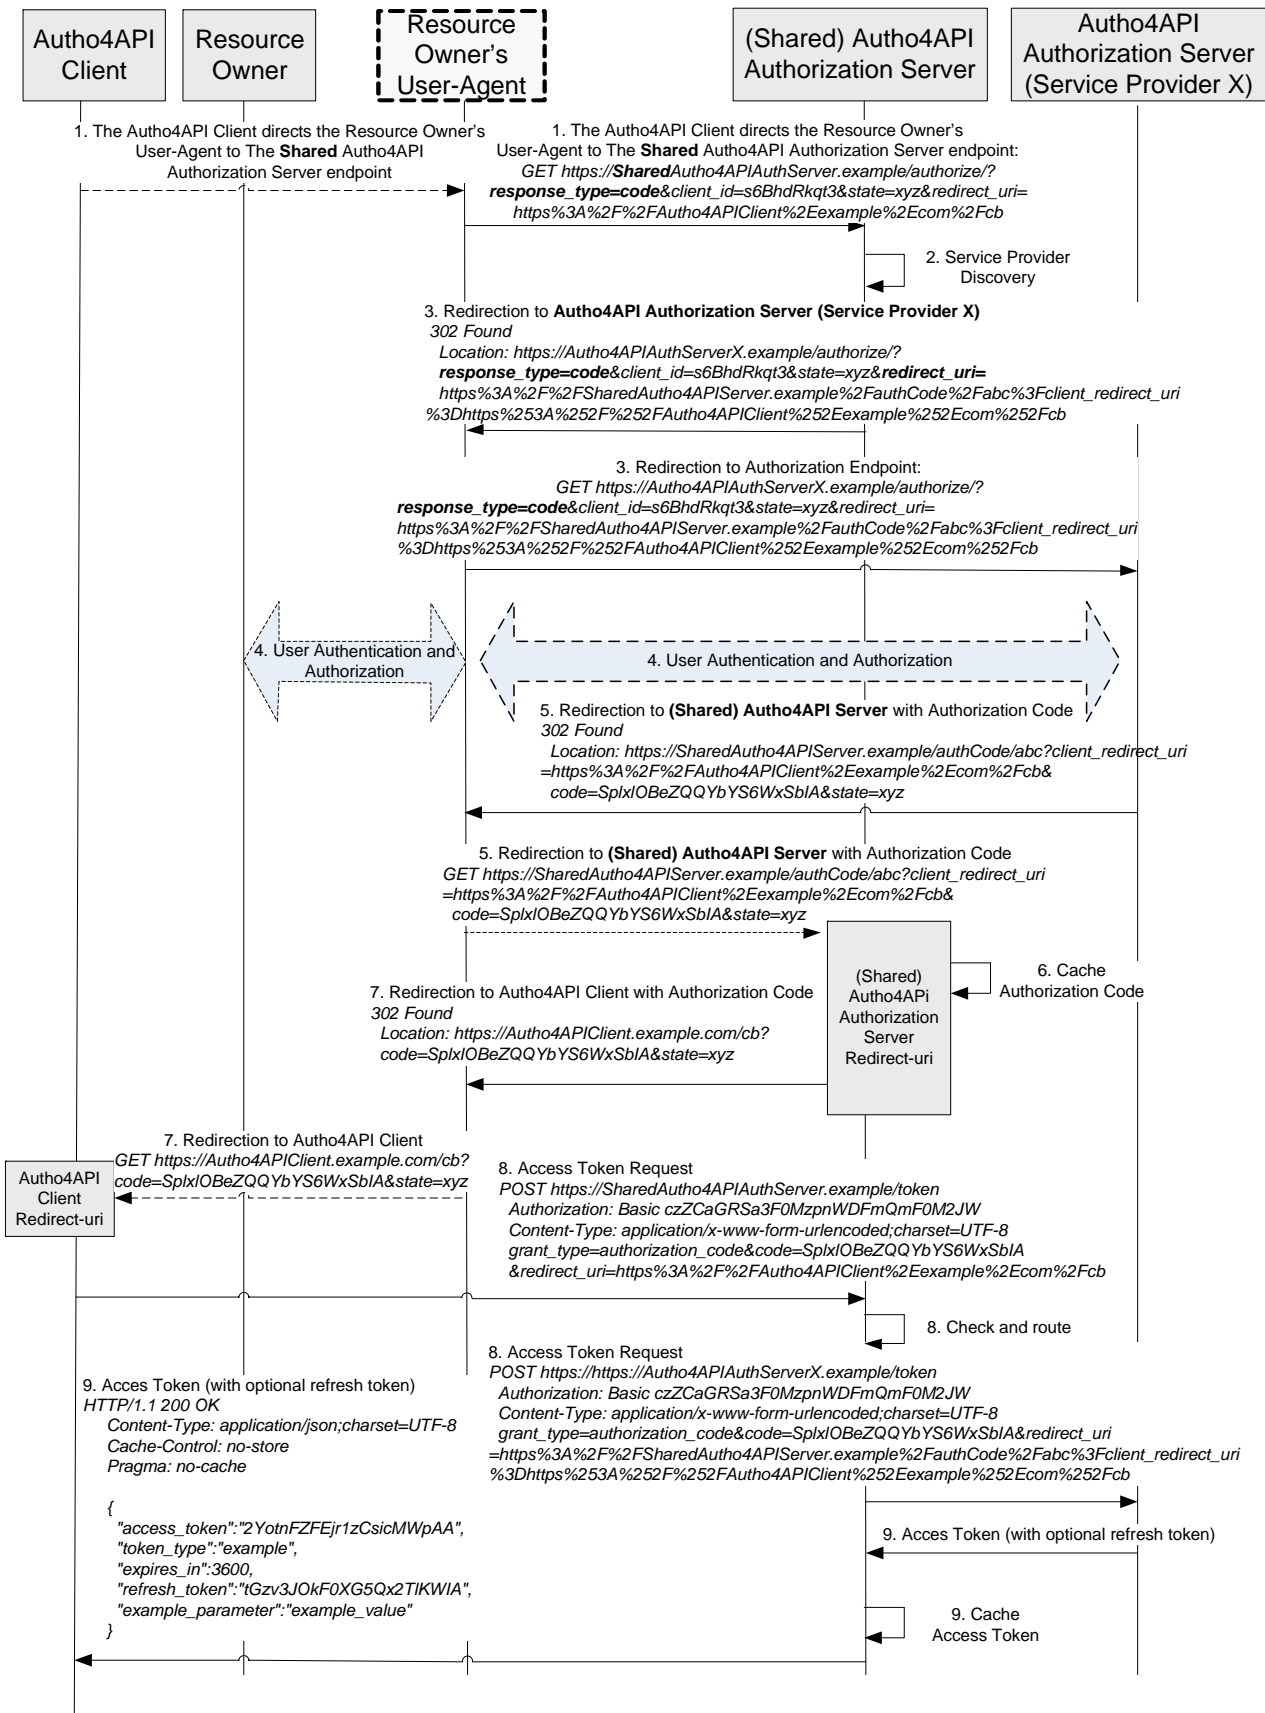 Autho4API
Client
Resource
Owner
Resource
Owner's
User-Agent
(Shared) Autho4API
Authorization Server
Autho4API
Authorization Server
(Service Provider X)
1. The Autho4API Client directs the Resource Owner's
User-Agent to The Shared Autho4API
Authorization Server endpoint
1. The Autho4API Client directs the Resource Owner's
User-Agent to The Shared Autho4API Authorization Server endpoint:
GET https://SharedAutho4APIAuthServer.example/authorize/?
response_type=code&client_id=s6BhdRkqt3&state=xyz&redirect_uri=
https%3A%2F%2FAutho4APIClient%2Eexample%2Ecom%2Fcb
2. Service Provider
Discovery
3. Redirection to Autho4API Authorization Server (Service Provider X)
302 Found
Location: https://Autho4APIAuthServerX.example/authorize/?
response_type=code&client_id=s6BhdRkqt3&state=xyz&redirect_uri=
https%3A%2F%2FSharedAutho4APIServer.example%2FauthCode%2Fabc%3Fclient_redirect_uri
%3Dhttps%253A%252F%252FAutho4APIClient%252Eexample%252Ecom%252Fcb
3. Redirection to Authorization Endpoint:
GET https://Autho4APIAuthServerX.example/authorize/?
response_type=code&client_id=s6BhdRkqt3&state=xyz&redirect_uri=
https%3A%2F%2FSharedAutho4APIServer.example%2FauthCode%2Fabc%3Fclient_redirect_uri
%3Dhttps%253A%252F%252FAutho4APIClient%252Eexample%252Ecom%252Fcb
4. User Authentication and
Authorization
4. User Authentication and Authorization
5. Redirection to (Shared) Autho4API Server with Authorization Code
302 Found
Location: https://SharedAutho4APIServer.example/authCode/abc?client_redirect_uri
=https%3A%2F%2FAutho4APIClient%2Eexample%2Ecom%2Fcb&
code=SplxlOBeZQQYbYS6WxSbIA&state=xyz
5. Redirection to (Shared) Autho4API Server with Authorization Code
GET https://SharedAutho4APIServer.example/authCode/abc?client_redirect_uri
=https%3A%2F%2FAutho4APIClient%2Eexample%2Ecom%2Fcb&
code=SplxlOBeZQQYbYS6WxSbIA&state=xyz
(Shared)
Autho4APi
Authorization
Server
Redirect-uri
6. Cache
Authorization Code
7. Redirection to Autho4API Client with Authorization Code
302 Found
Location: https://Autho4APIClient.example.com/cb?
code=SplxlOBeZQQYbYS6WxSbIA&state=xyz
7. Redirection to Autho4API Client
GET https://Autho4APIClient.example.com/cb?
code=SplxlOBeZQQYbYS6WxSbIA&state=xyz
Autho4API
Client
Redirect-uri
8. Access Token Request
POST https://SharedAutho4APIAuthServer.example/token
Authorization: Basic czZCaGRSa3F0MzpnWDFmQmF0M2JW
Content-Type: application/x-www-form-urlencoded;charset=UTF-8
grant_type=authorization_code&code=SplxlOBeZQQYbYS6WxSbIA
&redirect_uri=https%3A%2F%2FAutho4APIClient%2Eexample%2Ecom%2Fcb
8. Check and route
8. Access Token Request
POST https://https://Autho4APIAuthServerX.example/token
Authorization: Basic czZCaGRSa3F0MzpnWDFmQmF0M2JW
Content-Type: application/x-www-form-urlencoded;charset=UTF-8
grant_type=authorization_code&code=SplxlOBeZQQYbYS6WxSbIA&redirect_uri
=https%3A%2F%2FSharedAutho4APIServer.example%2FauthCode%2Fabc%3Fclient_redirect_uri
%3Dhttps%253A%252F%252FAutho4APIClient%252Eexample%252Ecom%252Fcb
9. Acces Token (with optional refresh token)
HTTP/1.1 200 OK
Content-Type: application/json;charset=UTF-8
Cache-Control: no-store
Pragma: no-cache
{
"access_token":"2YotnFZFEjr1zCsicMWpAA",
"token_type":"example",
"expires_in":3600,
"refresh_token":"tGzv3JOkF0XG5Qx2TlKWIA",
"example_parameter":"example_value"
}
9. Acces Token (with optional refresh token)
9. Cache
Access Token